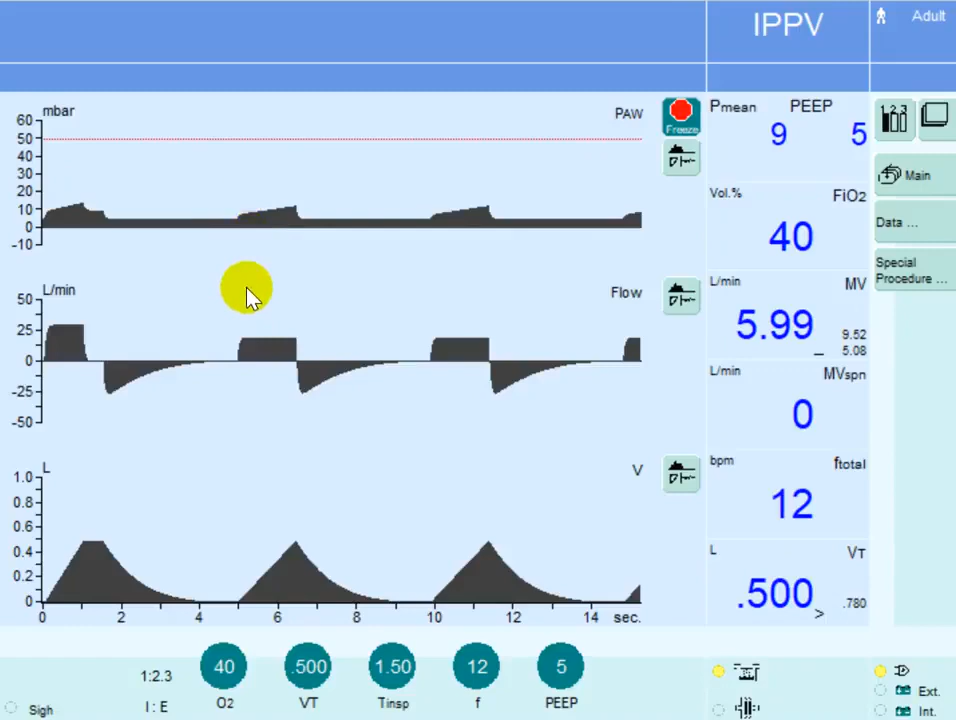 IPPV
Adult
mbar
PAW
60
50
40
30
20
10
0
-10
Freeze
Pmean PEEP
9 5
1 2 3
Main
Data ...
Special
Procedure ...
Vol.% FiO2
40
L/min
Flow
50
25
0
-25
-50
L/min MV
5.99
9.52
5.08
L/min MVspn
0
L
V
1.0
0.8
0.6
0.4
0.2
0
0 2 4 6 8 10 12 14 sec.
bpm ftotal
12
L VT
.500 > .780
1:2.3
I : E
40 .500 1.50 12 5
O2 VT Tinsp f PEEP
Sigh
Ext.
Int.